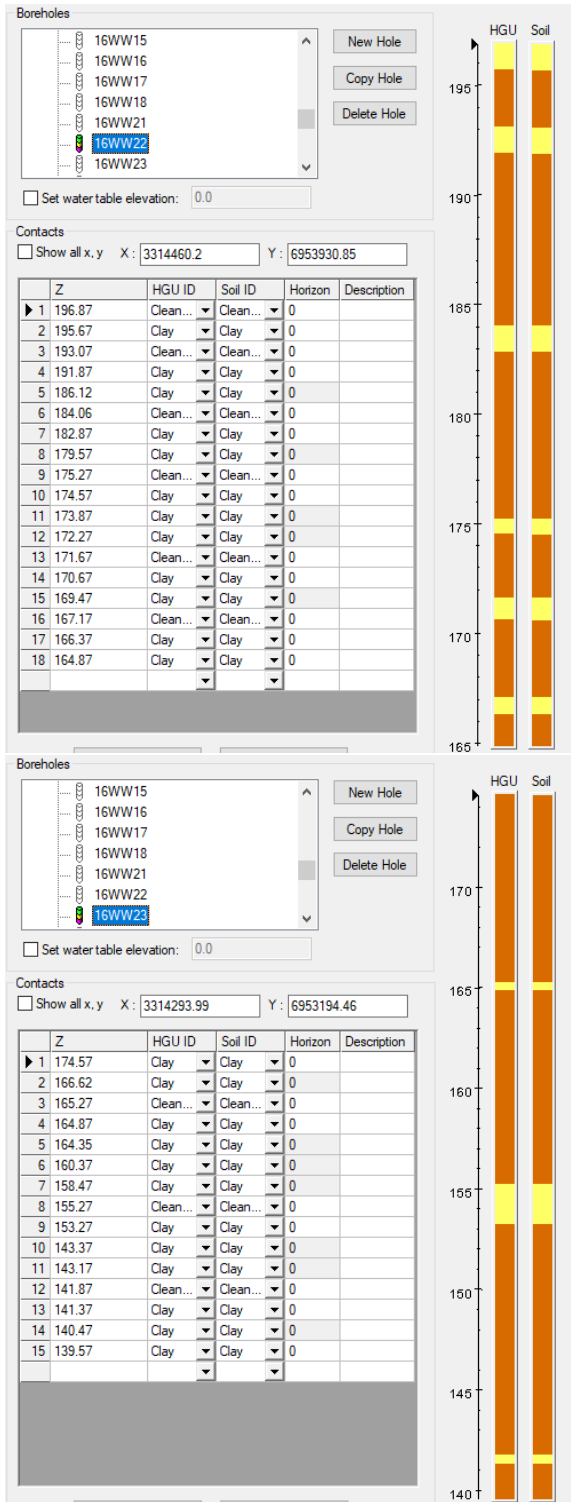 Boreholes
16WW15
16WW16
16WW17
16WW18
16WW21
16WW22
16WW23
New Hole
Copy Hole
Delete Hole
Set water table elevation: 0.0
Contacts
Show all x, y X : 3314460.2 Y : 6953930.85
Z HGU ID Soil ID Horizon Description
1 196.87 Clean... Clean... 0
2 195.67 Clay Clay 0
3 193.07 Clean... Clean... 0
4 191.87 Clay Clay 0
5 186.12 Clay Clay 0
6 184.06 Clean... Clean... 0
7 182.87 Clay Clay 0
8 179.57 Clay Clay 0
9 175.27 Clean... Clean... 0
10 174.57 Clay Clay 0
11 173.87 Clay Clay 0
12 172.27 Clay Clay 0
13 171.67 Clean... Clean... 0
14 170.67 Clay Clay 0
15 169.47 Clay Clay 0
16 167.17 Clean... Clean... 0
17 166.37 Clay Clay 0
18 164.87 Clay Clay 0
HGU Soil
195
190
185
180
175
170
165
Boreholes
16WW15
16WW16
16WW17
16WW18
16WW21
16WW22
16WW23
New Hole
Copy Hole
Delete Hole
Set water table elevation: 0.0
Contacts
Show all x, y X : 3314293.99 Y : 6953194.46
Z HGU ID Soil ID Horizon Description
1 174.57 Clay Clay 0
2 166.62 Clay Clay 0
3 165.27 Clean... Clean... 0
4 164.87 Clay Clay 0
5 164.35 Clay Clay 0
6 160.37 Clay Clay 0
7 158.47 Clay Clay 0
8 155.27 Clean... Clean... 0
9 153.27 Clay Clay 0
10 143.37 Clay Clay 0
11 143.17 Clay Clay 0
12 141.87 Clean... Clean... 0
13 141.37 Clay Clay 0
14 140.47 Clay Clay 0
15 139.57 Clay Clay 0
HGU Soil
170
165
160
155
150
145
140